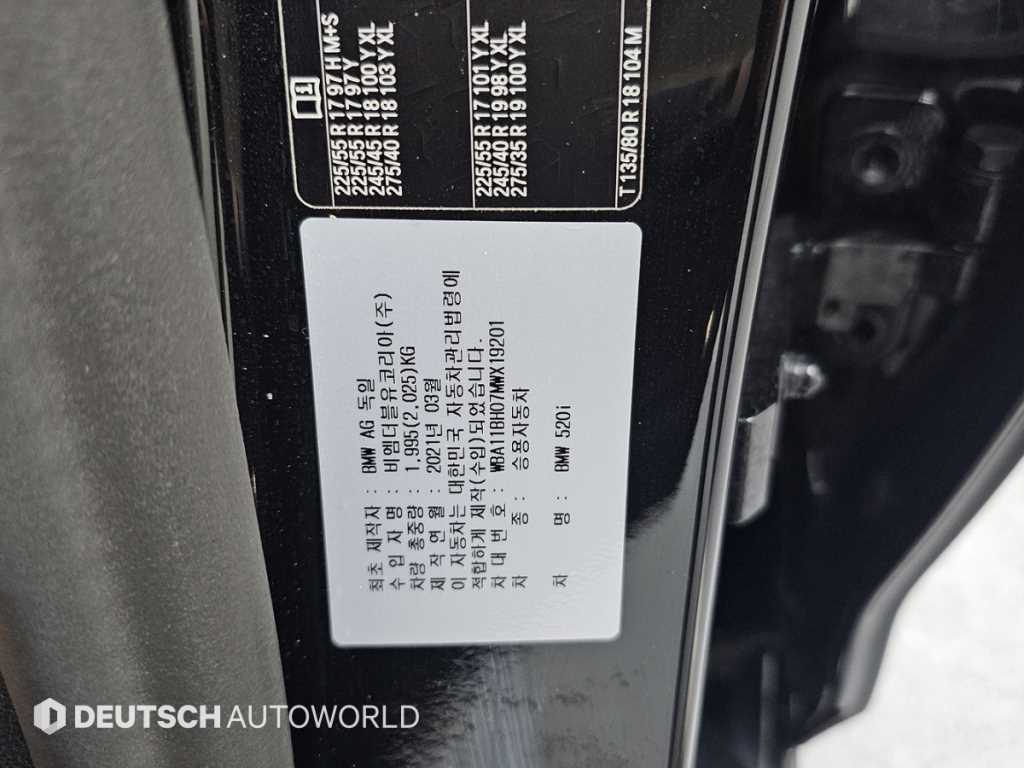 225/55 R 17 97 H M+S
225/55 R 17 97 Y
245/45 R 18 100 Y XL
275/40 R 18 103 Y XL
225/55 R 17 101 Y XL
245/40 R 19 98 Y XL
275/35 R 19 100 Y XL
T 135/80 R 18 104 M
최초 제작자 : BMW AG 독일
수 입 자 명 : 비엠더블유코리아(주)
차량 총중량 : 1,995(2,025)KG
제 작 연 월 : 2021년 03월
이 자동차는 대한민국 자동차관리법령에
적합하게 제작(수입)되었습니다.
차 대 번 호 : WBA11BH07MWX19201
차 종 : 승용자동차
차 명 : BMW 520i
DEUTSCH AUTOWORLD